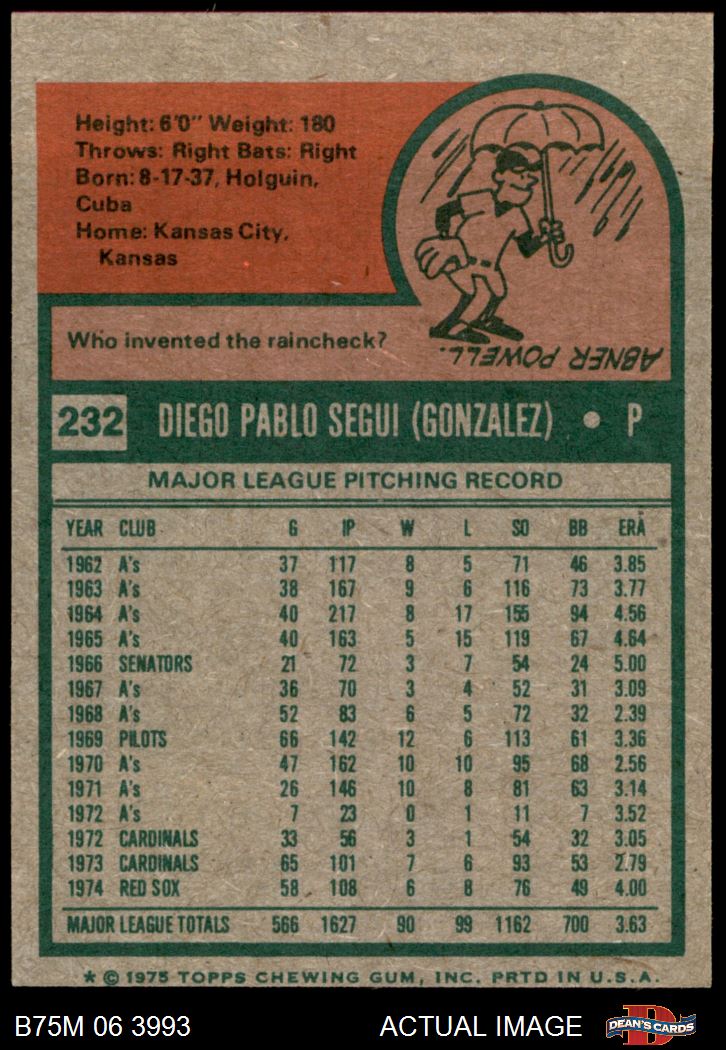 Height: 6'0" Weight: 180
Throws: Right Bats: Right
Born: 8-17-37, Holguin,
Cuba
Home: Kansas City,
Kansas
Who invented the raincheck?
ABNER POWELL.
232 DIEGO PABLO SEGUI (GONZALEZ) • P
MAJOR LEAGUE PITCHING RECORD
YEAR CLUB G IP W L SO BB ERA
1962 A's 37 117 8 5 71 46 3.85
1963 A's 38 167 9 6 116 73 3.77
1964 A's 40 217 8 17 155 94 4.56
1965 A's 40 163 5 15 119 67 4.64
1966 SENATORS 21 72 3 7 54 24 5.00
1967 A's 36 70 3 4 52 31 3.09
1968 A's 52 83 6 5 72 32 2.39
1969 PILOTS 66 142 12 6 113 61 3.36
1970 A's 47 162 10 10 95 68 2.56
1971 A's 26 146 10 8 81 63 3.14
1972 A's 7 23 0 1 11 7 3.52
1972 CARDINALS 33 56 3 1 54 32 3.05
1973 CARDINALS 65 101 7 6 93 53 2.79
1974 RED SOX 58 108 6 8 76 49 4.00
MAJOR LEAGUE TOTALS 566 1627 90 99 1162 700 3.63
* © 1975 TOPPS CHEWING GUM, INC. PRTD IN U.S.A.
B75M 06 3993 ACTUAL IMAGE D DEAN'S CARDS